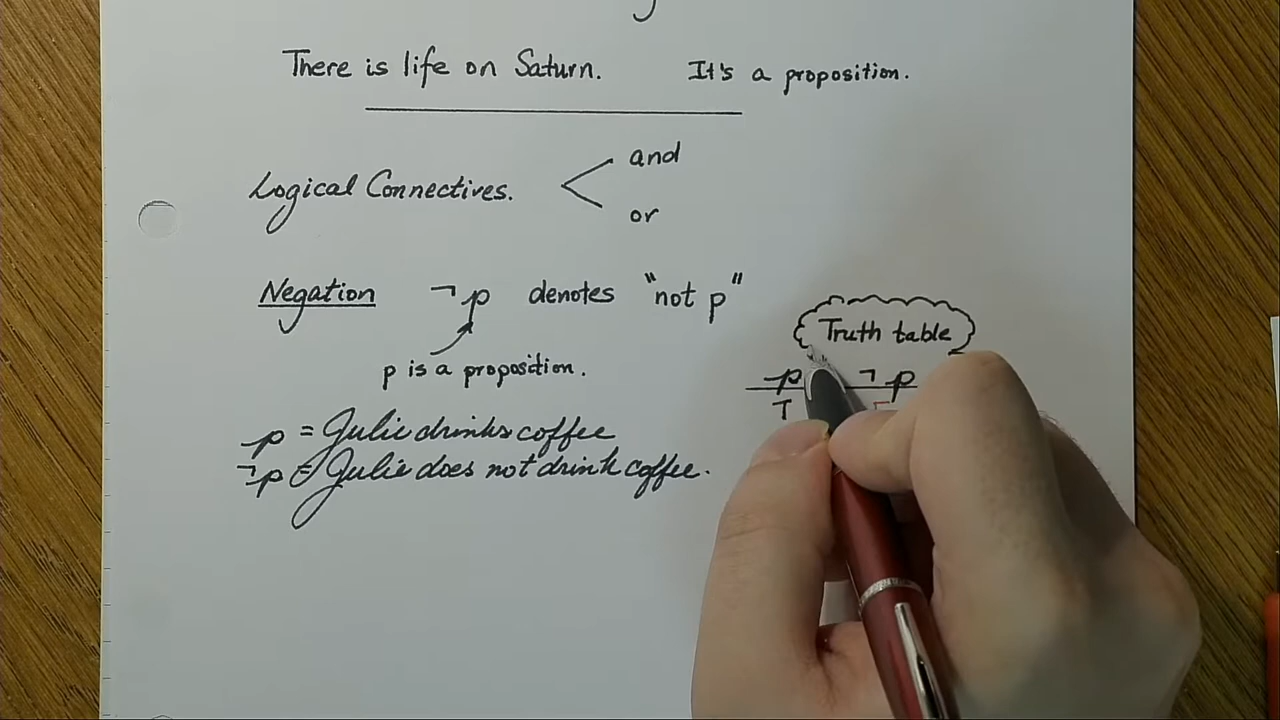 There is life on Saturn. It's a proposition.
Logical Connectives.
and
or
Negation ¬p denotes "not p"
p is a proposition.
Truth table
p ¬p
T
p = Julie drinks coffee
¬p = Julie does not drink coffee.